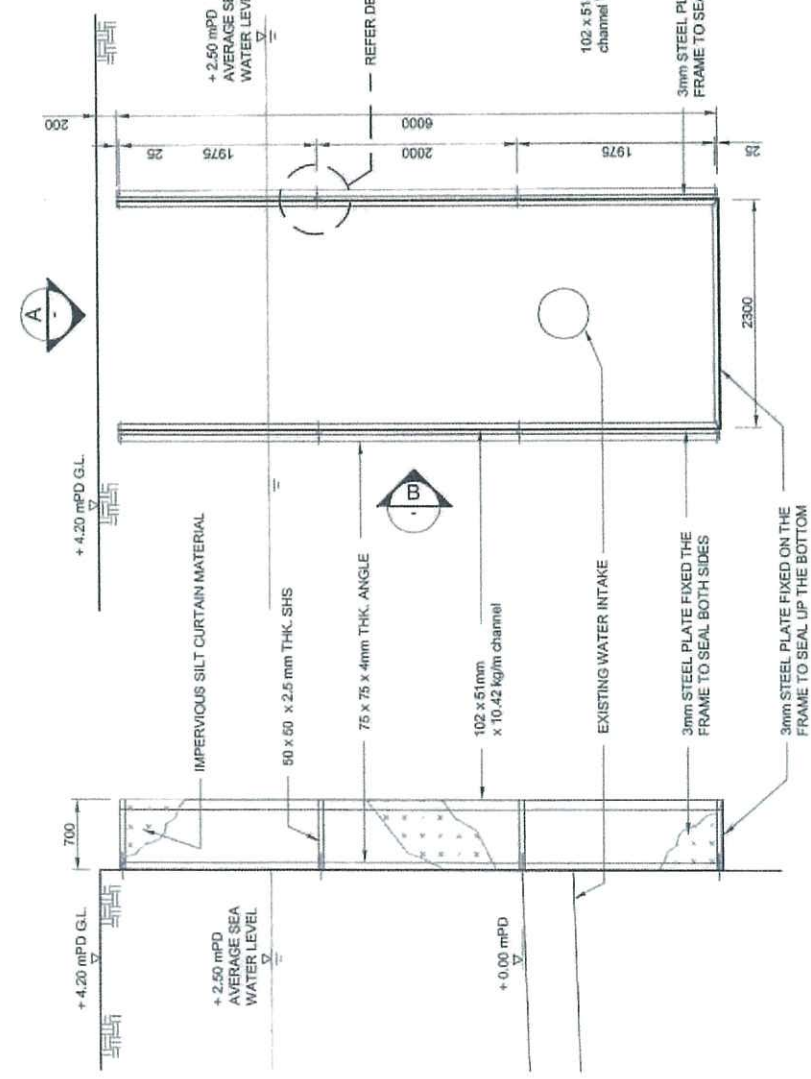 + 4.20 mPD G.L.
+ 2.50 mPD
AVERAGE SEA
WATER LEVEL
+ 0.00 mPD
700
IMPERVIOUS SILT CURTAIN MATERIAL
50 x 50 x 2.5 mm THK. SHS
75 x 75 x 4mm THK. ANGLE
102 x 51mm
x 10.42 kg/m channel
EXISTING WATER INTAKE
3mm STEEL PLATE FIXED THE
FRAME TO SEAL BOTH SIDES
3mm STEEL PLATE FIXED ON THE
FRAME TO SEAL UP THE BOTTOM
+ 4.20 mPD G.L.
A
-
B
-
2300
200
25
1975
2000
1975
25
6000
+ 2.50 mPD
AVERAGE SE
WATER LEVE
REFER DE
102 x 51
channel
3mm STEEL PL
FRAME TO SEA